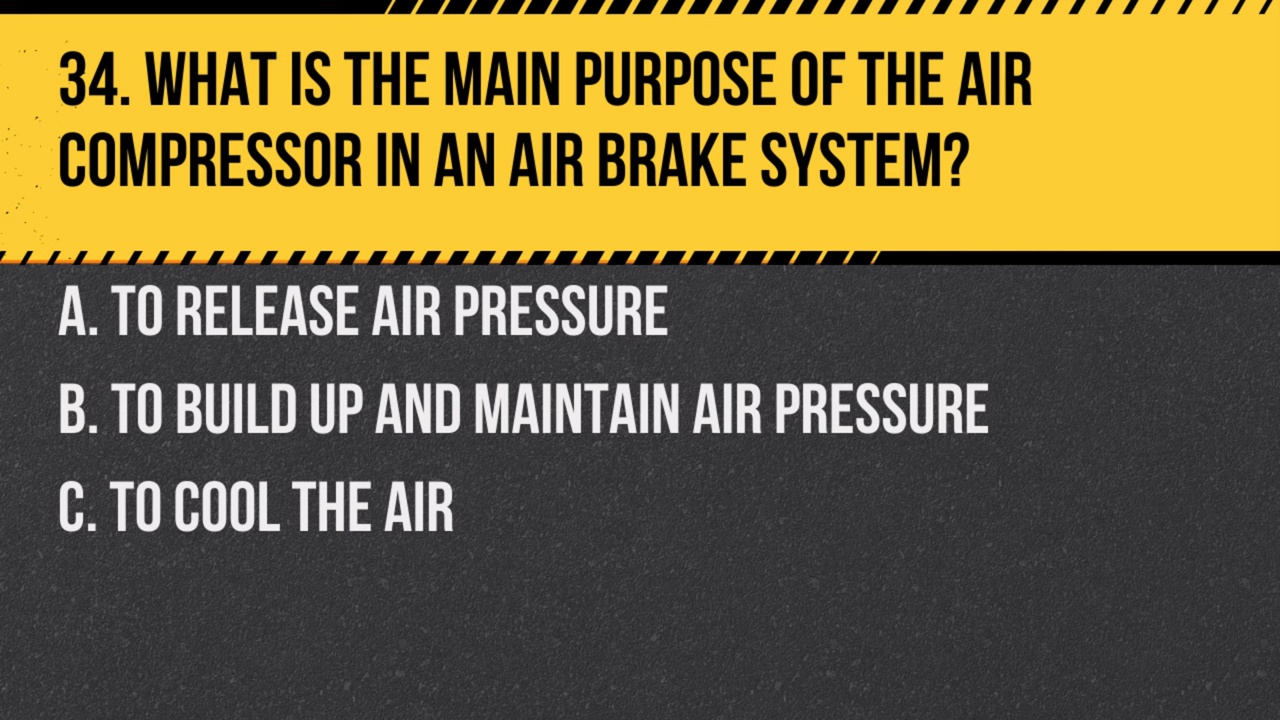 34. WHAT IS THE MAIN PURPOSE OF THE AIR
COMPRESSOR IN AN AIR BRAKE SYSTEM?
A. TO RELEASE AIR PRESSURE
B. TO BUILD UP AND MAINTAIN AIR PRESSURE
C. TO COOL THE AIR